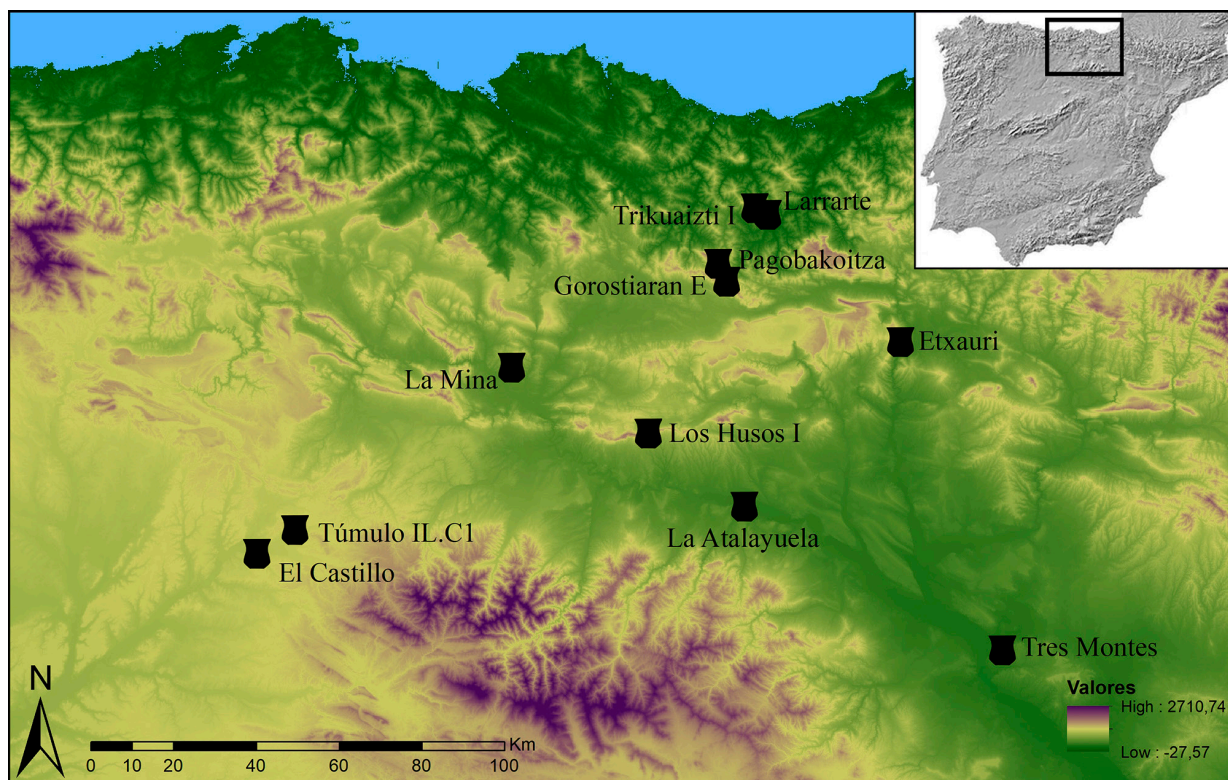 Larrarte
Trikuaizti I
Pagobakoitza
Gorostiaran E
Etxauri
La Mina
Los Husos I
Túmulo IL.C1
La Atalayuela
El Castillo
Tres Montes
N
Valores
High : 2710,74
Low : -27,57
Km
0 10 20 40 60 80 100